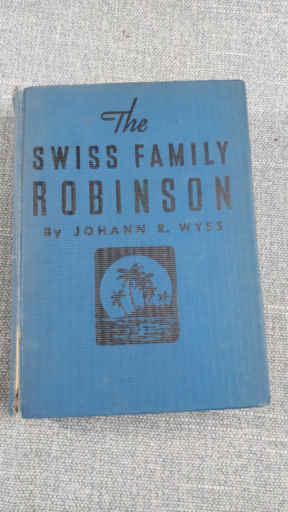 The
SWISS FAMILY
ROBINSON
By JOHANN R. WYSS